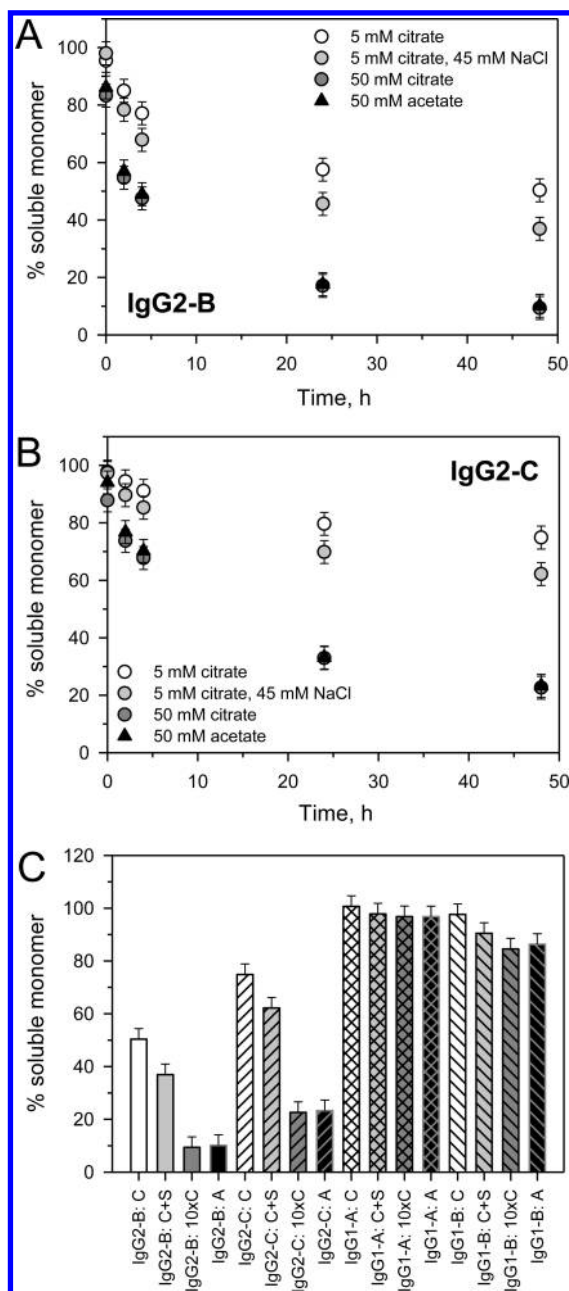 A
% soluble monomer
100
80
60
40
20
0
5 mM citrate
5 mM citrate, 45 mM NaCl
50 mM citrate
50 mM acetate
IgG2-B
0 10 20 30 40 50
Time, h
B
% soluble monomer
100
80
60
40
20
0
IgG2-C
5 mM citrate
5 mM citrate, 45 mM NaCl
50 mM citrate
50 mM acetate
0 10 20 30 40 50
Time, h
C
% soluble monomer
120
100
80
60
40
20
0
IgG2-B: C
IgG2-B: C+S
IgG2-B: 10xC
IgG2-B: A
IgG2-C: C
IgG2-C: C+S
IgG2-C: 10xC
IgG2-C: A
IgG1-A: C
IgG1-A: C+S
IgG1-A: 10xC
IgG1-A: A
IgG1-B: C
IgG1-B: C+S
IgG1-B: 10xC
IgG1-B: A